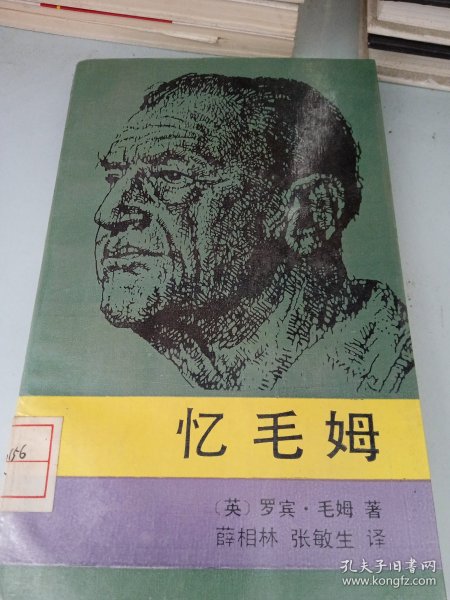 忆毛姆
156
（英）罗宾·毛姆 著
薛相林 张敏生 译
孔夫子旧书网
www.kongfz.com